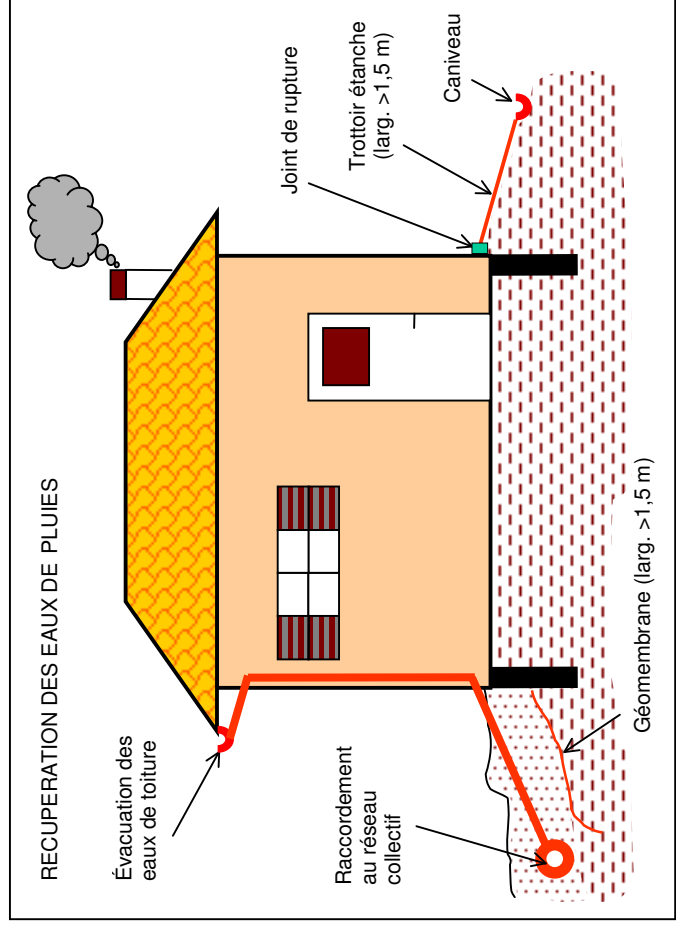 RECUPERATION DES EAUX DE PLUIES
Évacuation des
eaux de toiture
Joint de rupture
Trottoir étanche
(larg. >1,5 m)
Caniveau
Raccordement
au réseau
collectif
Géomembrane (larg. >1,5 m)